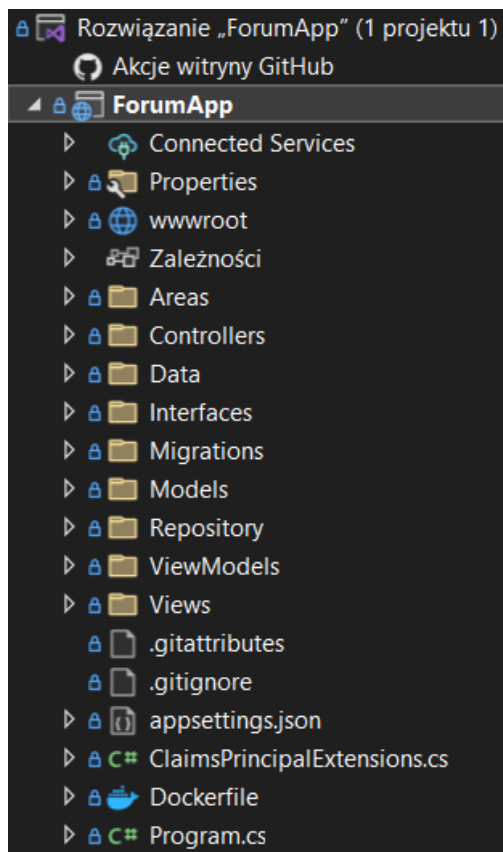 Rozwiązanie „ForumApp” (1 projektu 1)
Akcje witryny GitHub
ForumApp
Connected Services
Properties
wwwroot
Zależności
Areas
Controllers
Data
Interfaces
Migrations
Models
Repository
ViewModels
Views
.gitattributes
.gitignore
appsettings.json
C# ClaimsPrincipalExtensions.cs
Dockerfile
C# Program.cs